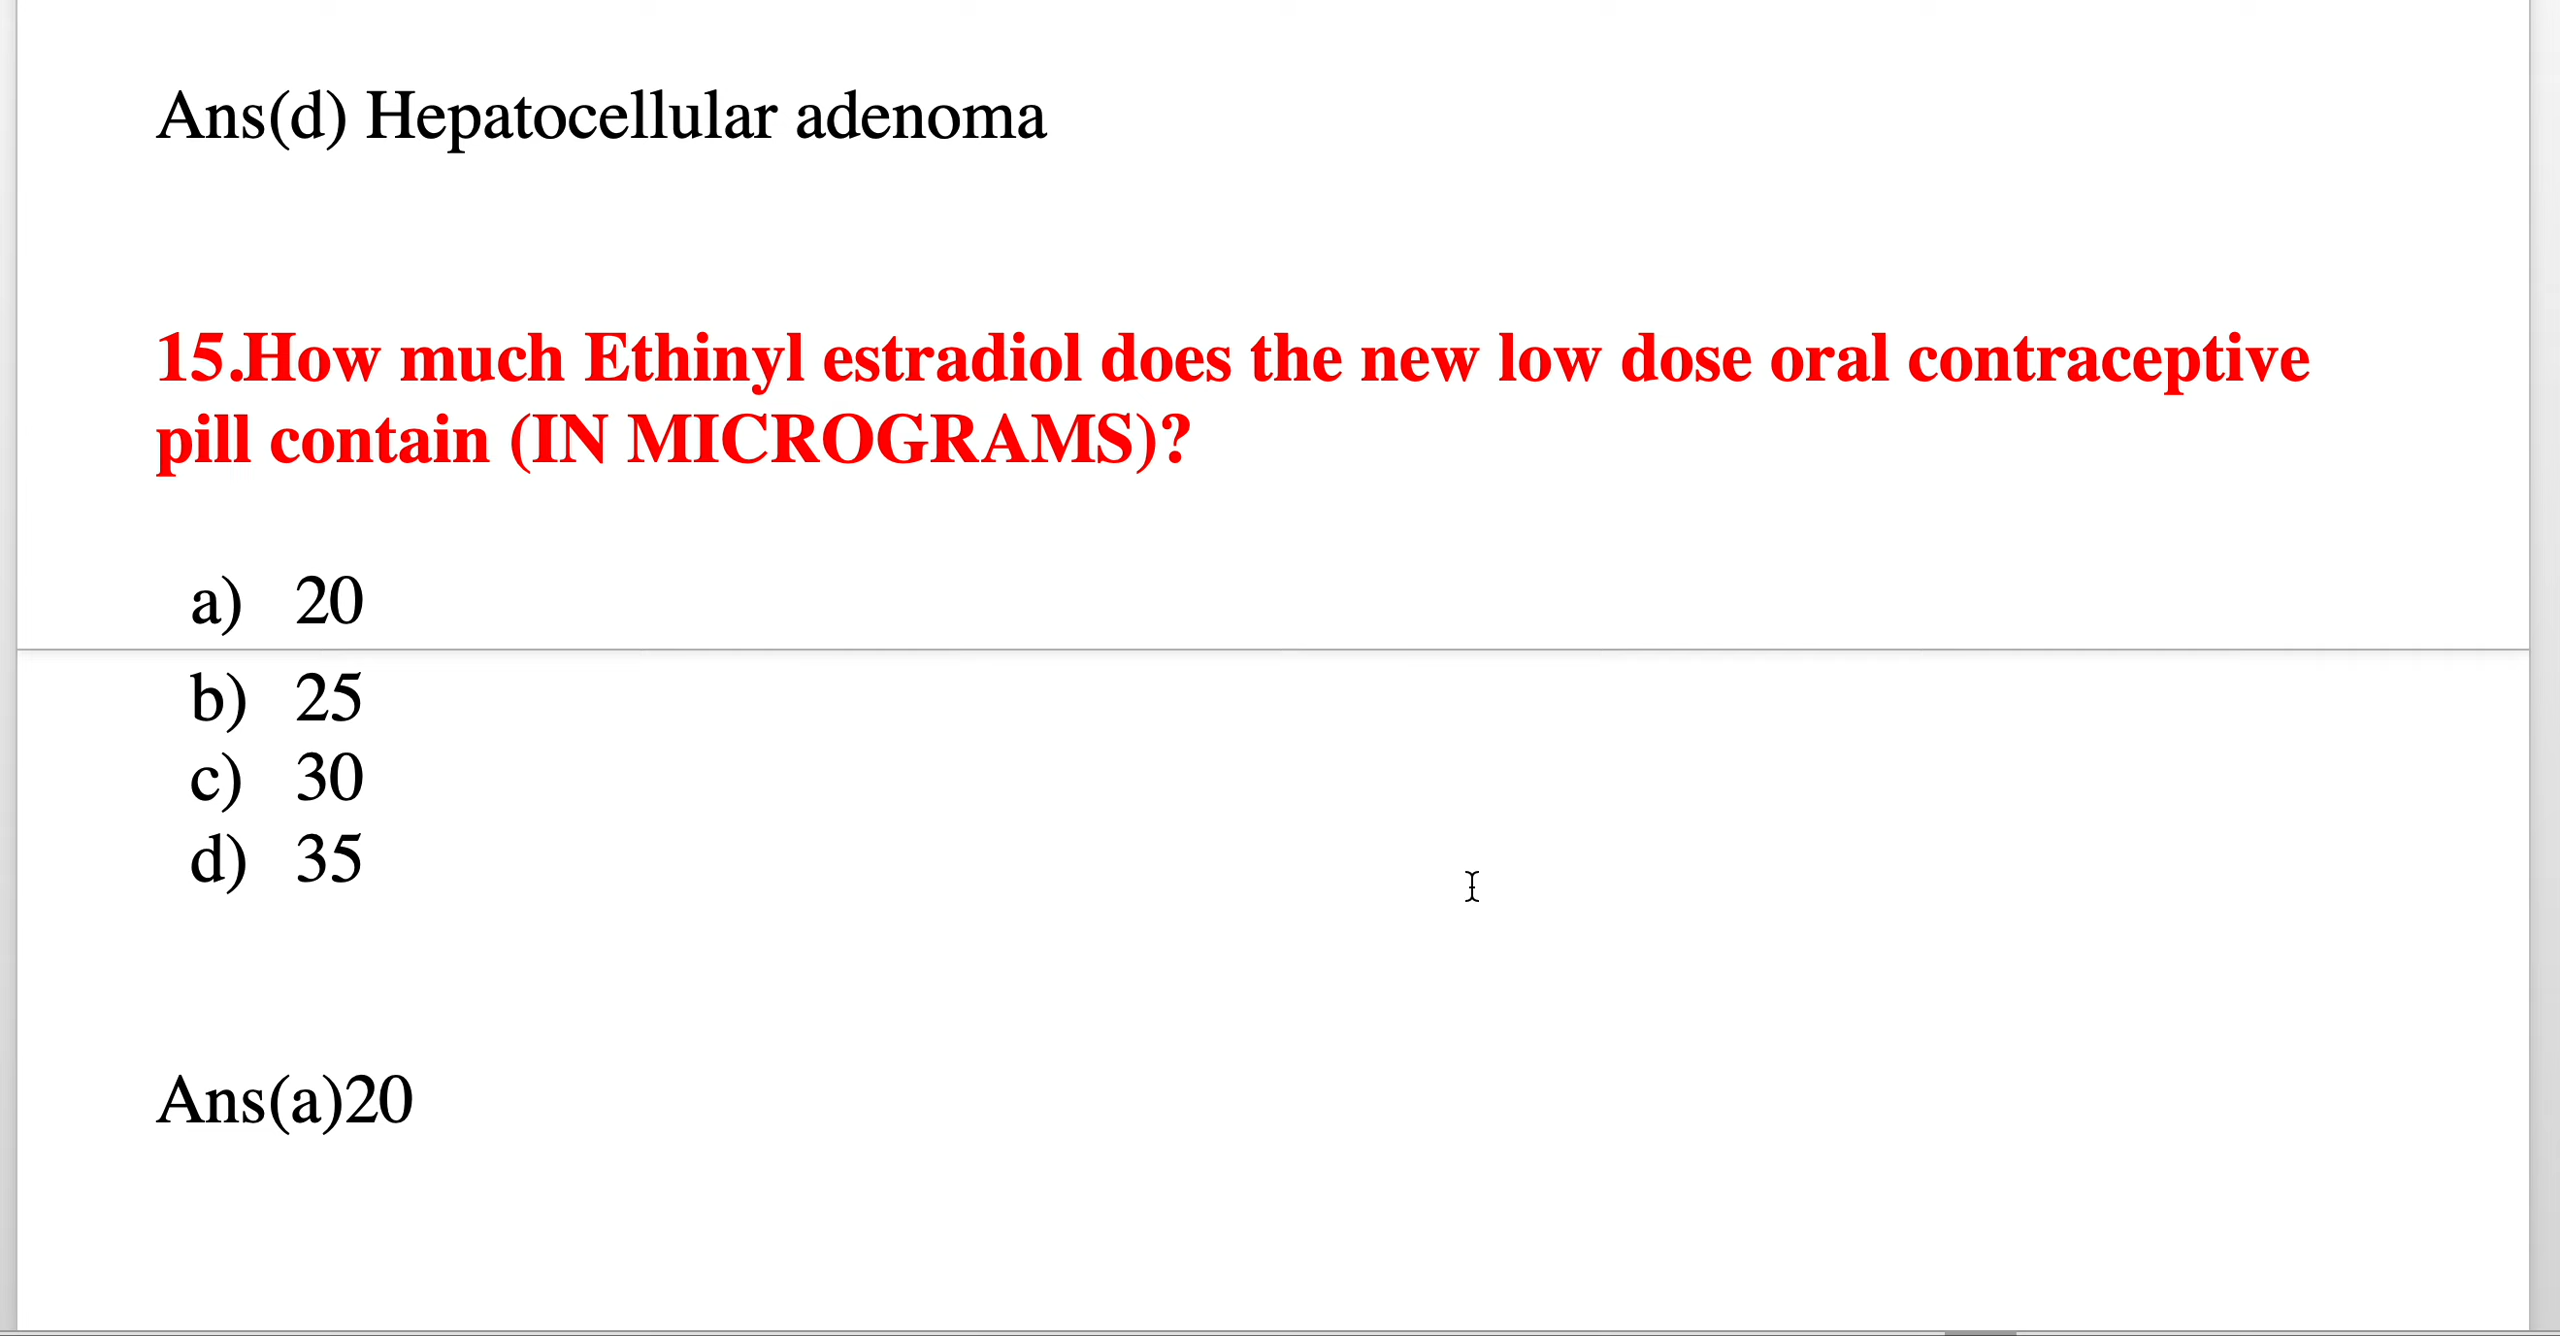 Ans(d) Hepatocellular adenoma
15.How much Ethinyl estradiol does the new low dose oral contraceptive
pill contain (IN MICROGRAMS)?
a) 20
b) 25
c) 30
d) 35
Ans(a)20